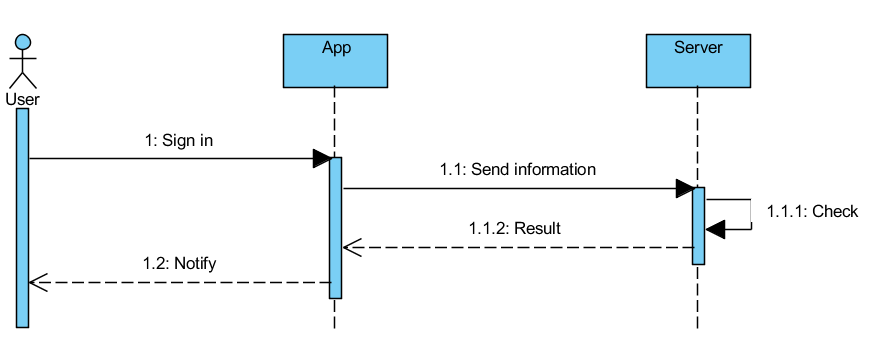 App
Server
User
1: Sign in
1.1: Send information
1.1.1: Check
1.1.2: Result
1.2: Notify